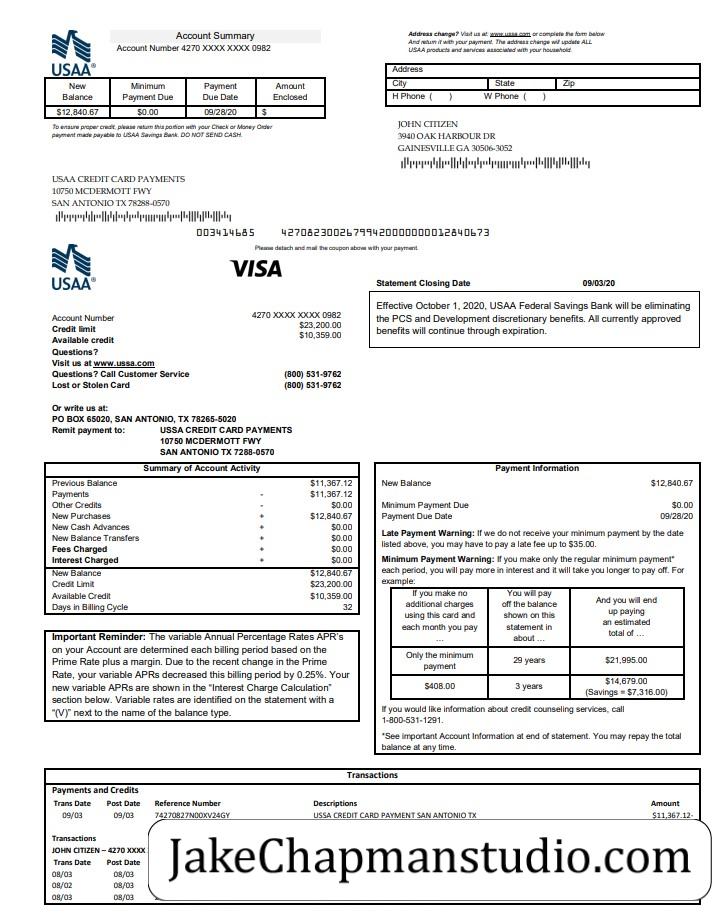 Account Summary
Account Number 4270 XXXX XXXX 0982
USAA®
New Balance
Minimum Payment Due
Payment Due Date
Amount Enclosed
$12,840.67 $0.00 09/28/20 $
To ensure proper credit, please return this portion with your Check or Money Order
payment made payable to USAA Savings Bank. DO NOT SEND CASH.
Address change? Visit us at: www.ussa.com or complete the form below
And return it with your payment. The address change will update ALL
USAA products and services associated with your household.
Address
City State Zip
H Phone ( ) W Phone ( )
JOHN CITIZEN
3940 OAK HARBOUR DR
GAINESVILLE GA 30506-3052
USAA CREDIT CARD PAYMENTS
10750 MCDERMOTT FWY
SAN ANTONIO TX 78288-0570
003414685 4270823002679942000000001284​0673
Please detach and mail the coupon above with your payment.
USAA®
VISA
Statement Closing Date 09/03/20
Effective October 1, 2020, USAA Federal Savings Bank will be eliminating
the PCS and Development discretionary benefits. All currently approved
benefits will continue through expiration.
Account Number 4270 XXXX XXXX 0982
Credit limit $23,200.00
Available credit $10,359.00
Questions?
Visit us at www.ussa.com
Questions? Call Customer Service (800) 531-9762
Lost or Stolen Card (800) 531-9762
Or write us at:
PO BOX 65020, SAN ANTONIO, TX 78265-5020
Remit payment to: USSA CREDIT CARD PAYMENTS
10750 MCDERMOTT FWY
SAN ANTONIO TX 7288-0570
Summary of Account Activity
Previous Balance $11,367.12
Payments - $11,367.12
Other Credits - $0.00
New Purchases + $12,840.67
New Cash Advances + $0.00
New Balance Transfers + $0.00
Fees Charged + $0.00
Interest Charged + $0.00
New Balance $12,840.67
Credit Limit $23,200.00
Available Credit $10,359.00
Days in Billing Cycle 32
Important Reminder: The variable Annual Percentage Rates APR's
on your Account are determined each billing period based on the
Prime Rate plus a margin. Due to the recent change in the Prime
Rate, your variable APRs decreased this billing period by 0.25%. Your
new variable APRs are shown in the "Interest Charge Calculation"
section below. Variable rates are identified on the statement with a
"(V)" next to the name of the balance type.
Payment Information
New Balance $12,840.67
Minimum Payment Due $0.00
Payment Due Date 09/28/20
Late Payment Warning: If we do not receive your minimum payment by the date
listed above, you may have to pay a late fee up to $35.00.
Minimum Payment Warning: If you make only the regular minimum payment*
each period, you will pay more in interest and it will take you longer to pay off. For
example:
If you make no
additional charges
using this card and
each month you pay
…
You will pay
off the balance
shown on this
statement in
about …
And you will end
up paying
an estimated
total of …
Only the minimum
payment
29 years
$21,995.00
$408.00
3 years
$14,679.00
(Savings = $7,316.00)
If you would like information about credit counseling services, call
1-800-531-1291.
*See important Account Information at end of statement. You may repay the total
balance at any time.
Transactions
Payments and Credits
Trans Date Post Date Reference Number Descriptions Amount
09/03 09/03 74270827N00XV24GY USSA CREDIT CARD PAYMENT SAN ANTONIO TX $11,367.12-
Transactions
JOHN CITIZEN – 4270 XXXX
Trans Date Post Date
08/03 08/03
08/02 08/03
08/03 08/03
JakeChapmanstudio.com